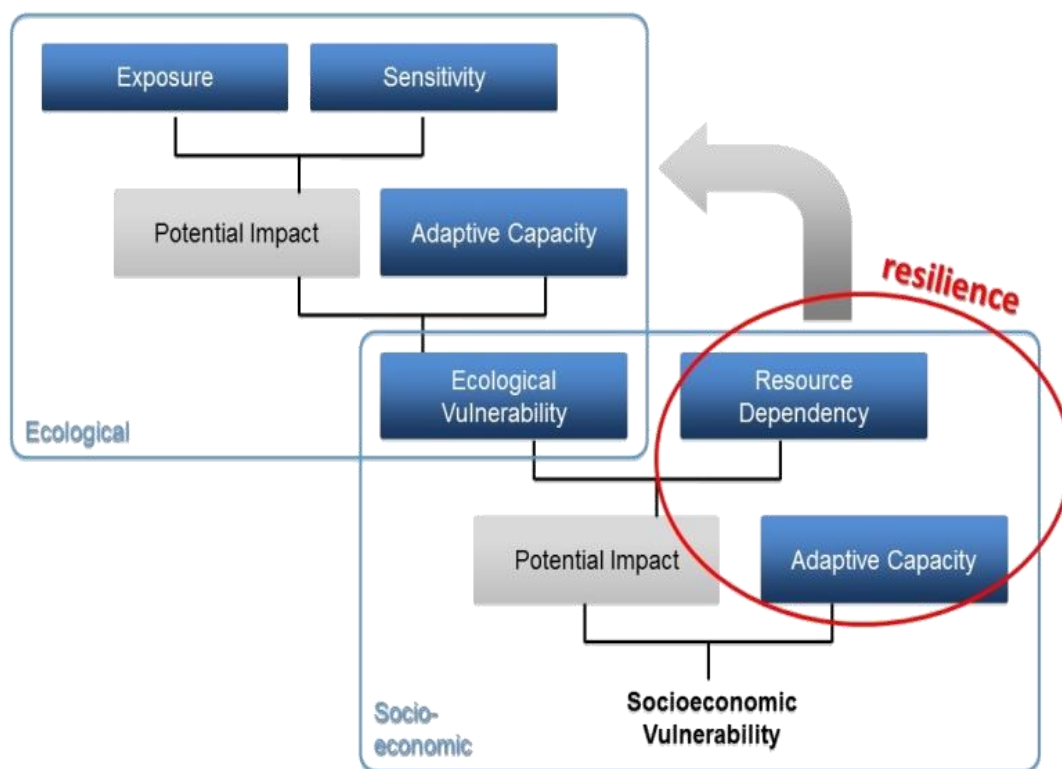 Exposure
Sensitivity
Potential Impact
Adaptive Capacity
resilience
Ecological
Vulnerability
Resource
Dependency
Ecological
Potential Impact
Adaptive Capacity
Socioeconomic
Vulnerability
Socio-
economic